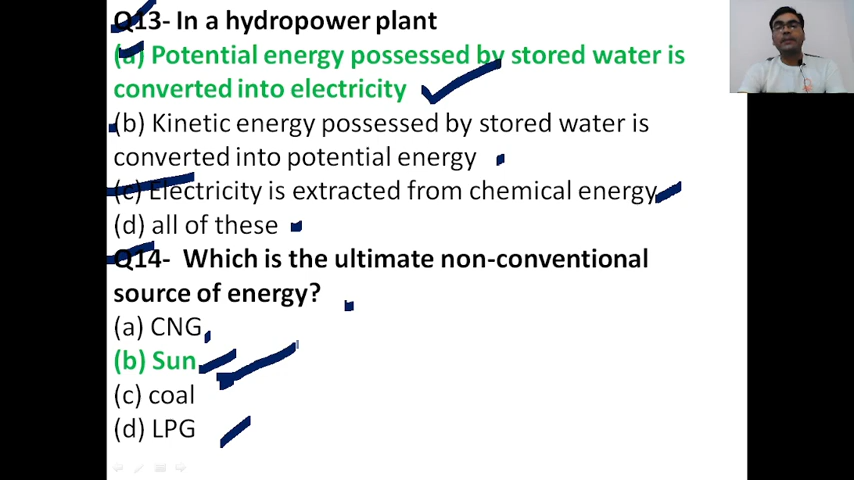 Q13- In a hydropower plant
(a) Potential energy possessed by stored water is
converted into electricity
(b) Kinetic energy possessed by stored water is
converted into potential energy
(c) Electricity is extracted from chemical energy
(d) all of these
Q14- Which is the ultimate non-conventional
source of energy?
(a) CNG
(b) Sun
(c) coal
(d) LPG